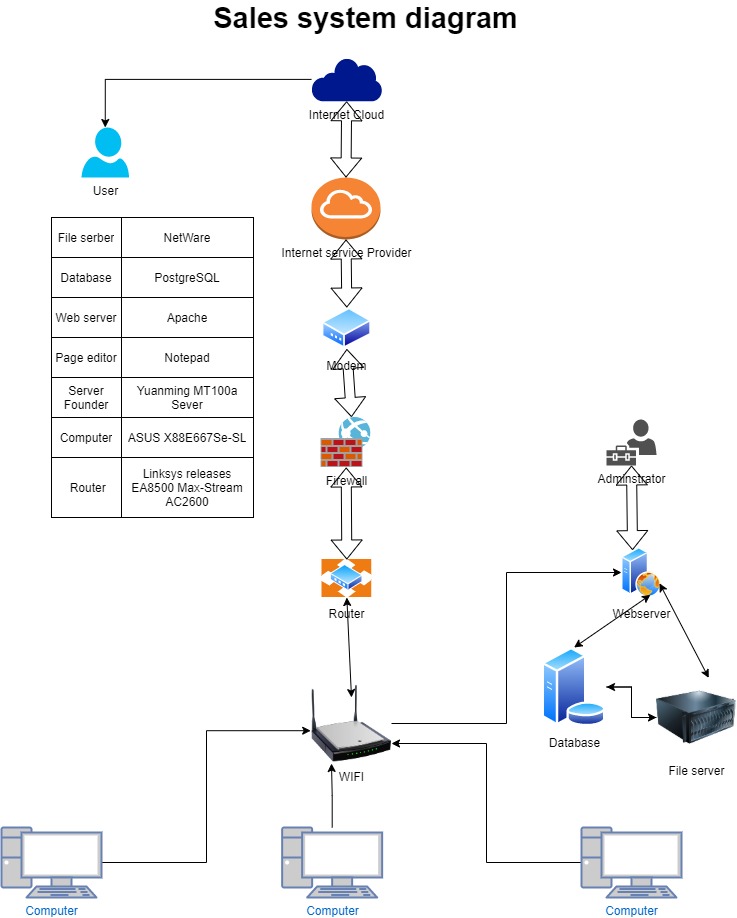 Sales system diagram
Internet Cloud
User
Internet service Provider
File serber NetWare
Database PostgreSQL
Web server Apache
Page editor Notepad
Server
Founder
Yuanming MT100a
Sever
Computer ASUS X88E667Se-SL
Router
Linksys releases
EA8500 Max-Stream
AC2600
Modem
Firewall
Adminstrator
Router
Webserver
Database
File server
WIFI
Computer
Computer
Computer